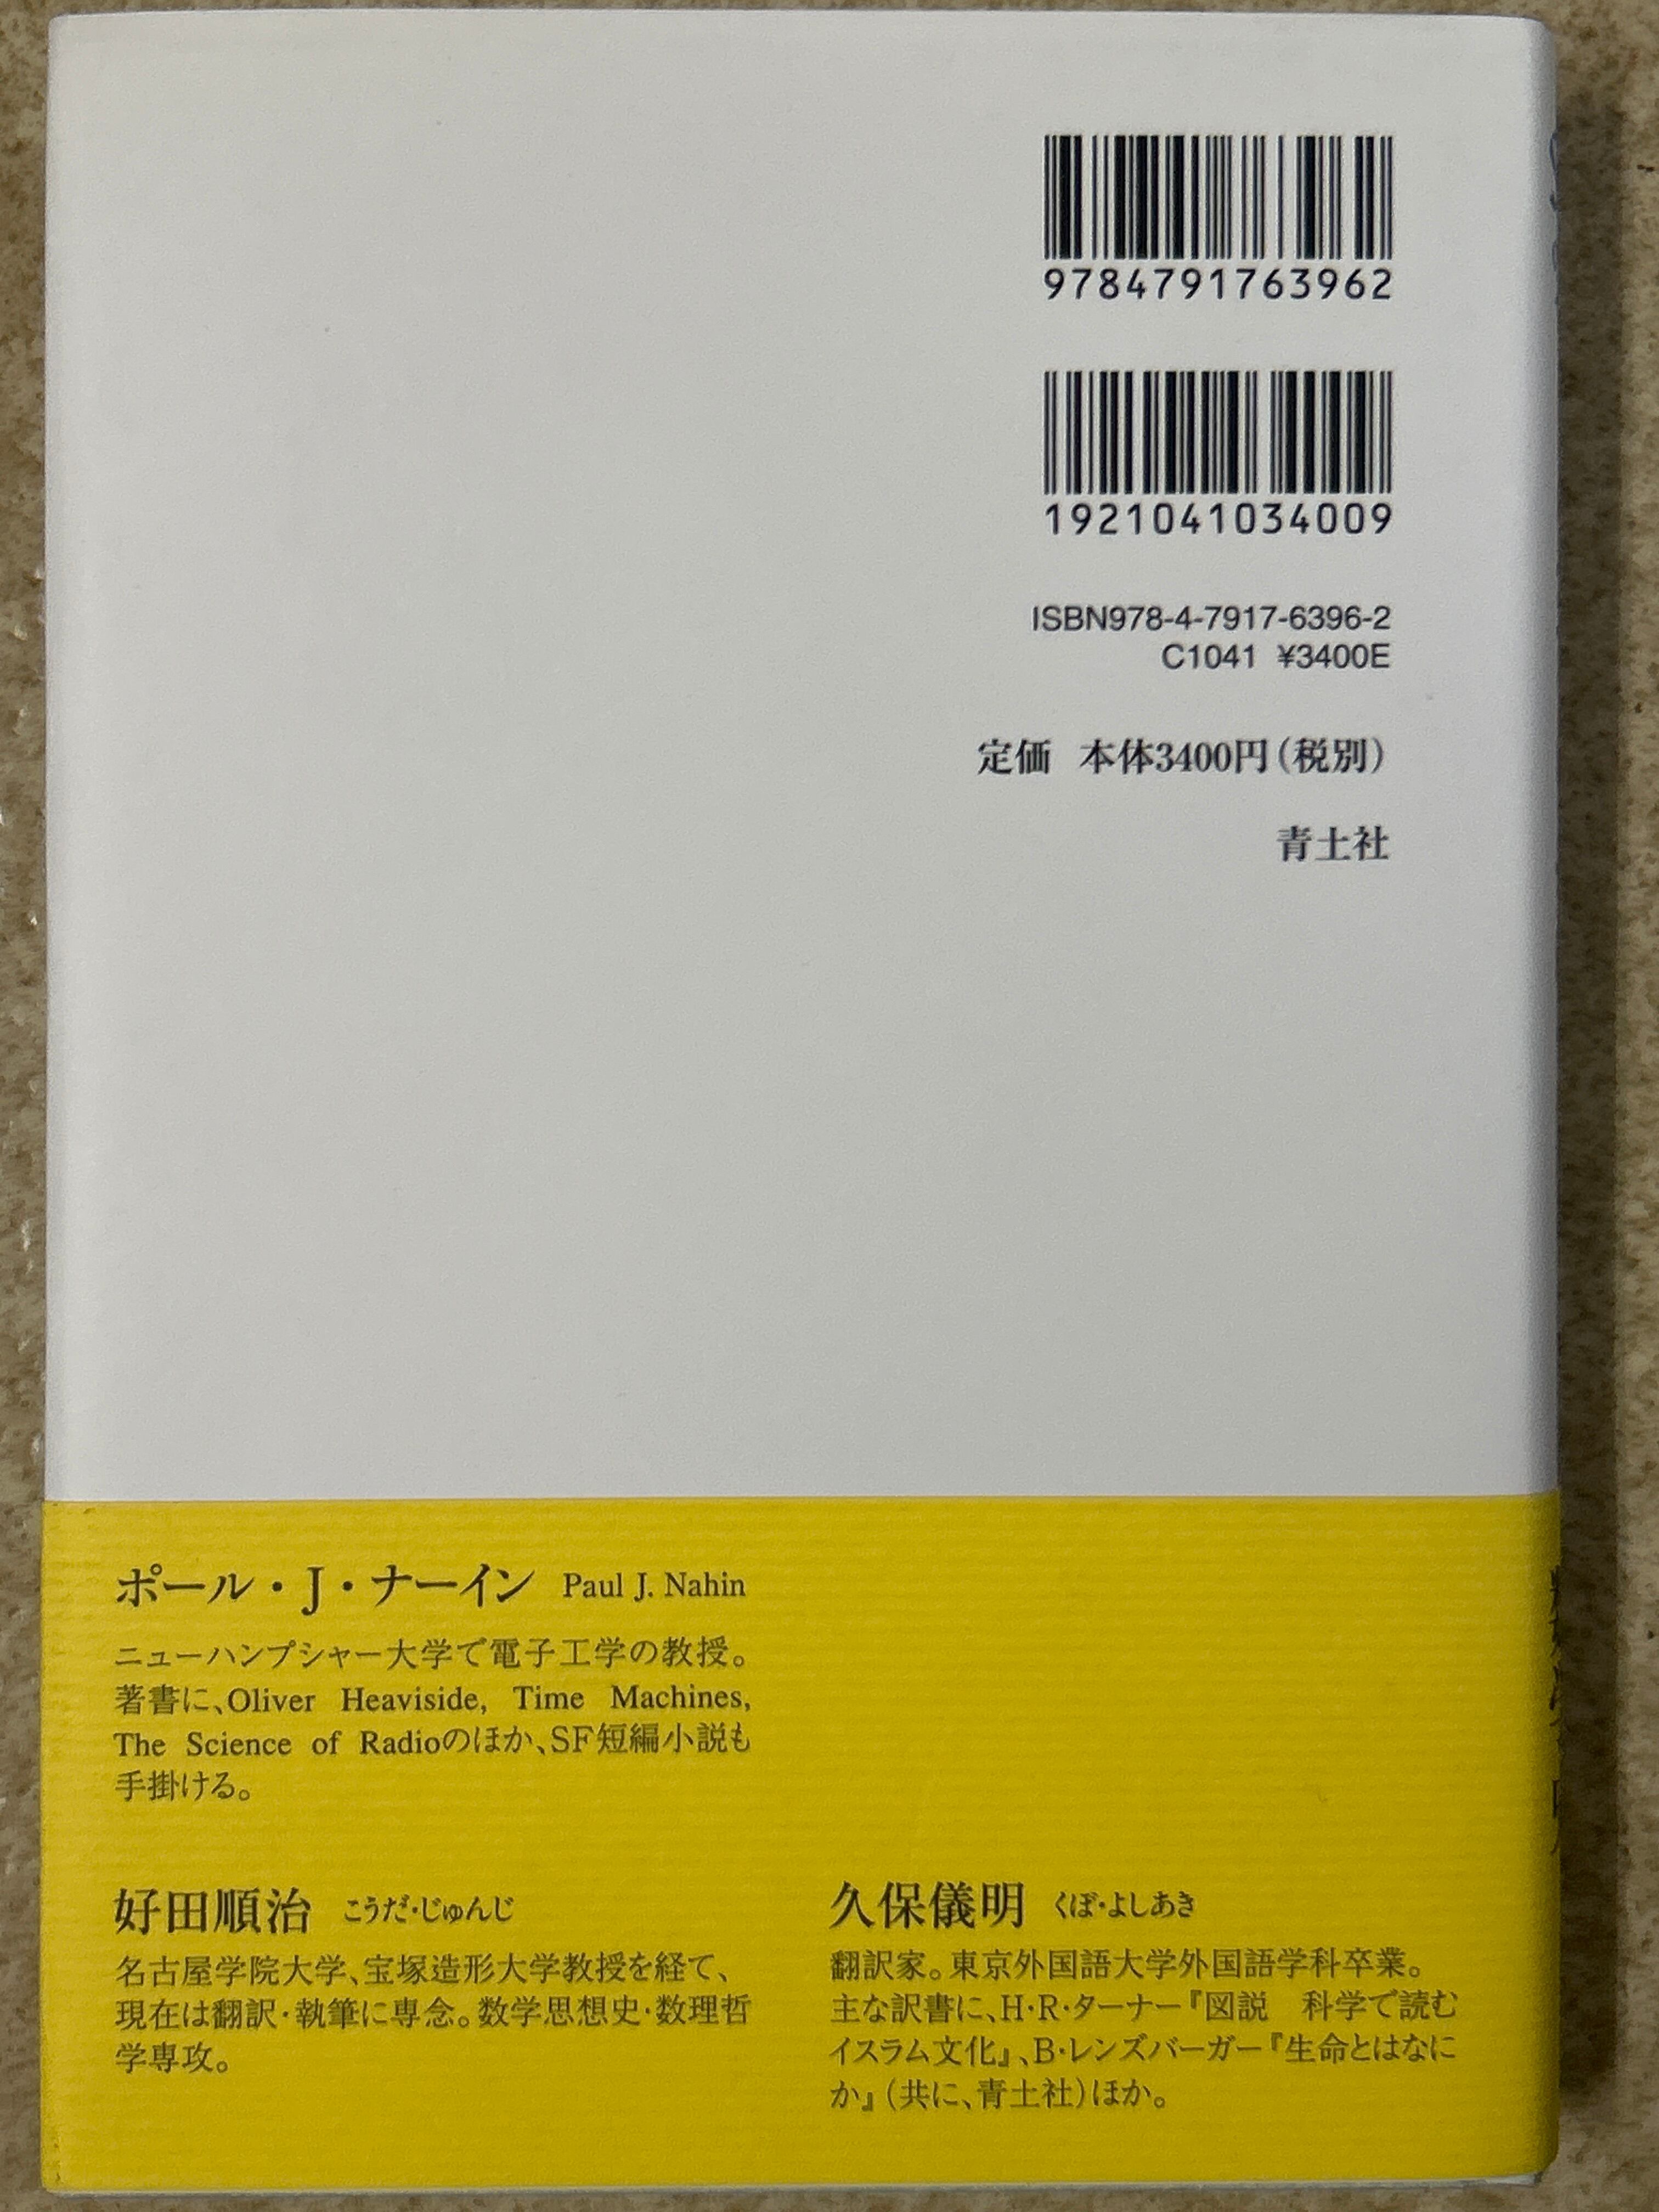 9784791763962
1921041034009
ISBN978-4-7917-6396-2
C1041 ¥3400E
定価 本体3400円(税別)
青土社
ポール・J・ナーイン Paul J. Nahin
ニューハンプシャー大学で電子工学の教授。
著書に、Oliver Heaviside, Time Machines,
The Science of Radioのほか、SF短編小説も
手掛ける。
好田順治 こうだ・じゅんじ
名古屋学院大学、宝塚造形大学教授を経て、
現在は翻訳・執筆に専念。数学思想史・数理哲
学専攻。
久保儀明 くぼ・よしあき
翻訳家。東京外国語大学外国語学科卒業。
主な訳書に、H・R・ターナー『図説 科学で読む
イスラム文化』、B・レンズバーガー『生命とはなに
か』(共に、青土社)ほか。